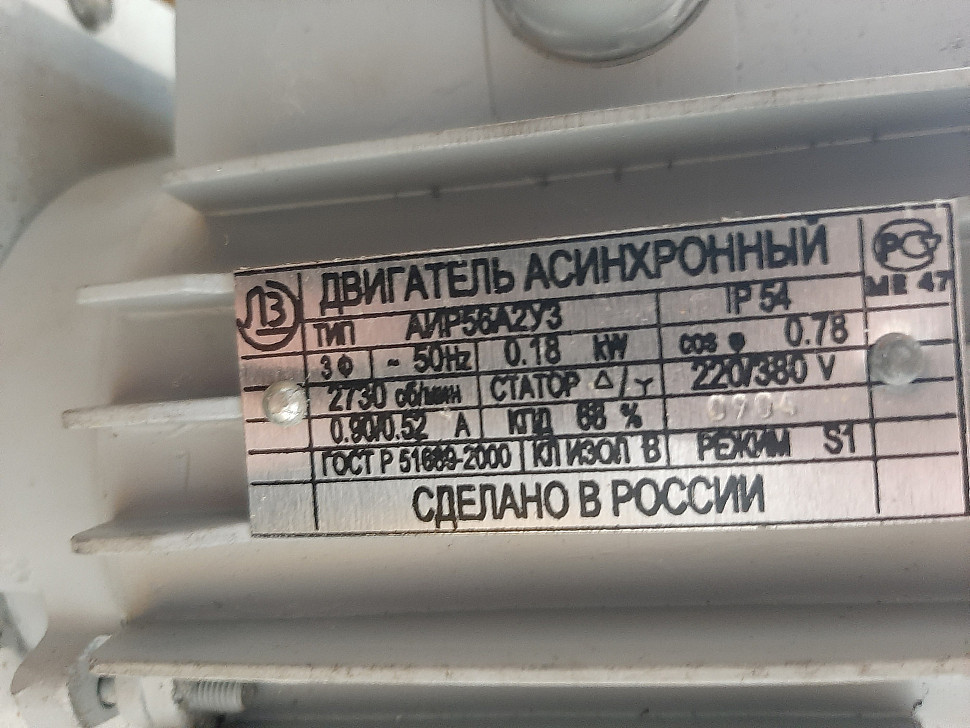 ЛЗ
ДВИГАТЕЛЬ АСИНХРОННЫЙ
РС
МЕ 47
ТИП АИР56А2У3 IP 54
3 Ф ~ 50Hz 0.18 kW cos φ 0.78
2730 об/мин СТАТОР Δ/Y 220/380 V
0.90/0.52 А КПД 68 % 0904
ГОСТ Р 51689-2000 КЛ ИЗОЛ В РЕЖИМ S1
СДЕЛАНО В РОССИИ